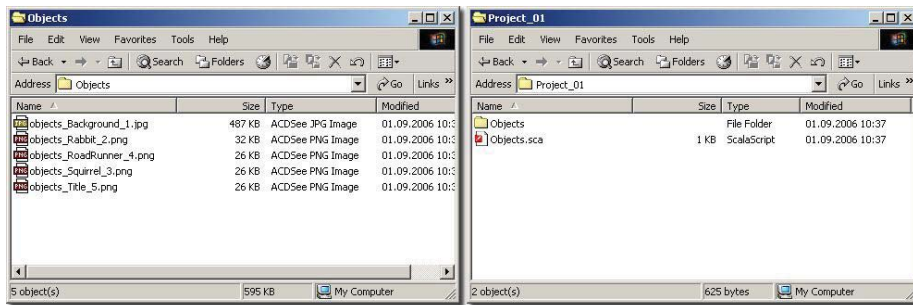 Objects
File Edit View Favorites Tools Help
Back Search Folders
Address Objects Go Links »
Name Size Type Modified
objects_Background_1.jpg 487 KB ACDSee JPG Image 01.09.2006 10:3
objects_Rabbit_2.png 32 KB ACDSee PNG Image 01.09.2006 10:3
objects_RoadRunner_4.png 26 KB ACDSee PNG Image 01.09.2006 10:3
objects_Squirrel_3.png 26 KB ACDSee PNG Image 01.09.2006 10:3
objects_Title_5.png 26 KB ACDSee PNG Image 01.09.2006 10:3
5 object(s) 595 KB My Computer
Project_01
File Edit View Favorites Tools Help
Back Search Folders
Address Project_01 Go Links »
Name Size Type Modified
Objects File Folder 01.09.2006 10:37
Objects.sca 1 KB ScalaScript 01.09.2006 10:37
2 object(s) 625 bytes My Computer